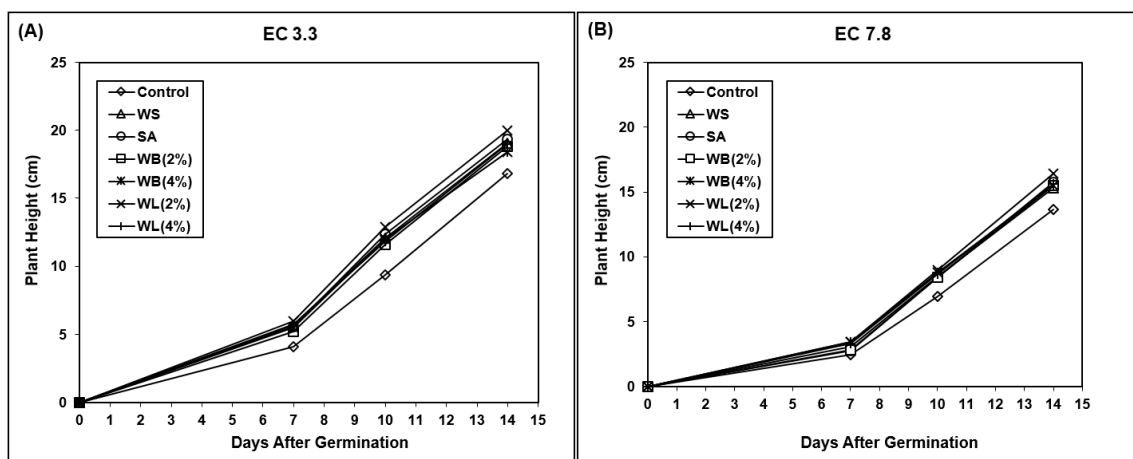 (A)
EC 3.3
Plant Height (cm)
25
20
15
10
5
0
Control
WS
SA
WB(2%)
WB(4%)
WL(2%)
WL(4%)
0 1 2 3 4 5 6 7 8 9 10 11 12 13 14 15
Days After Germination
(B)
EC 7.8
Plant Height (cm)
25
20
15
10
5
0
Control
WS
SA
WB(2%)
WB(4%)
WL(2%)
WL(4%)
0 1 2 3 4 5 6 7 8 9 10 11 12 13 14 15
Days After Germination